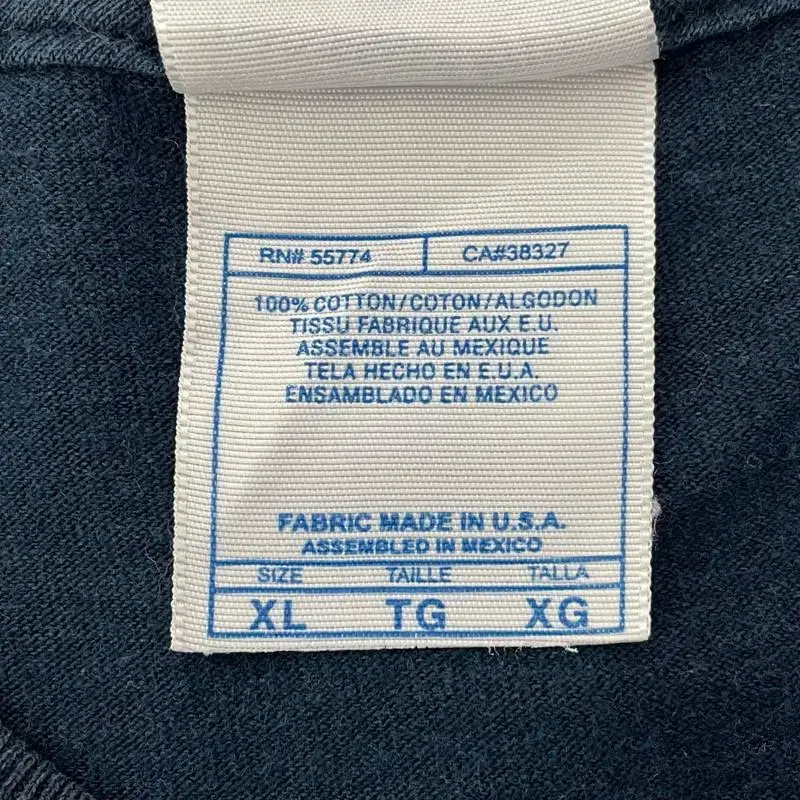 RN# 55774 CA#38327
100% COTTON/COTON/ALGODON
TISSU FABRIQUE AUX E.U.
ASSEMBLE AU MEXIQUE
TELA HECHO EN E.U.A.
ENSAMBLADO EN MEXICO
FABRIC MADE IN U.S.A.
ASSEMBLED IN MEXICO
SIZE TAILLE TALLA
XL TG XG